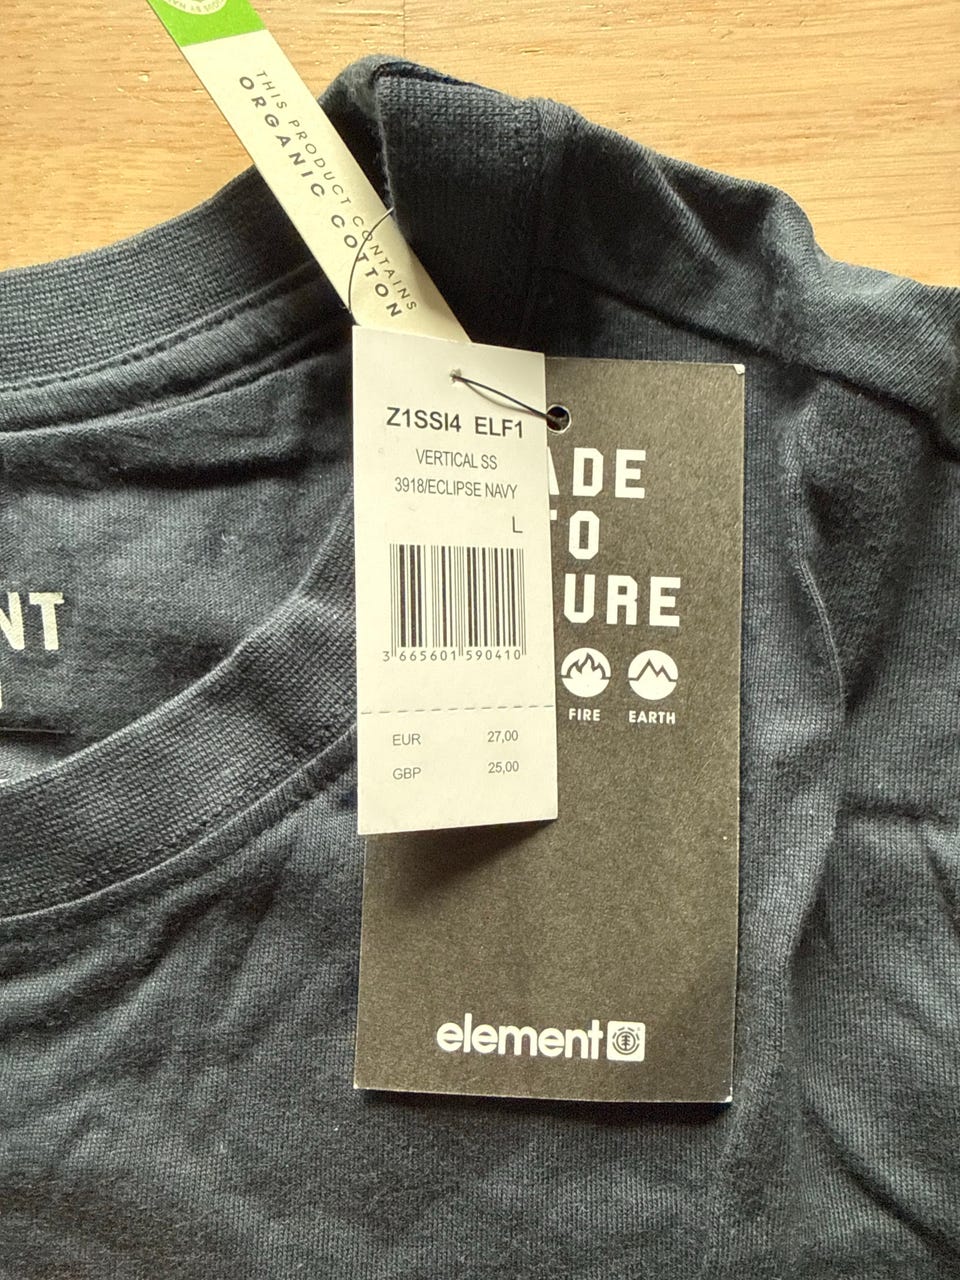 THIS PRODUCT CONTAINS
ORGANIC COTTON
Z1SSI4 ELF1
VERTICAL SS
3918/ECLIPSE NAVY
L
3 665601 590410
EUR 27,00
GBP 25,00
ADE
TO
URE
FIRE EARTH
element
NT